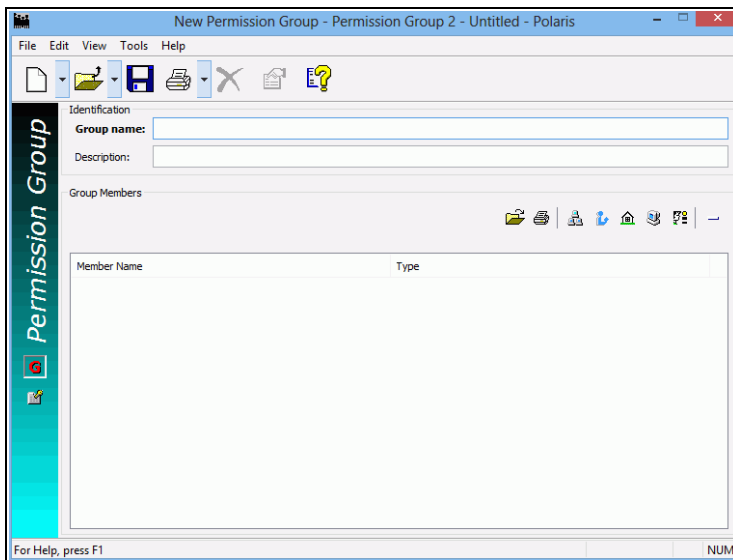 New Permission Group - Permission Group 2 - Untitled - Polaris
File Edit View Tools Help
Permission Group
G
Identification
Group name:
Description:
Group Members
Member Name Type
For Help, press F1 NUM